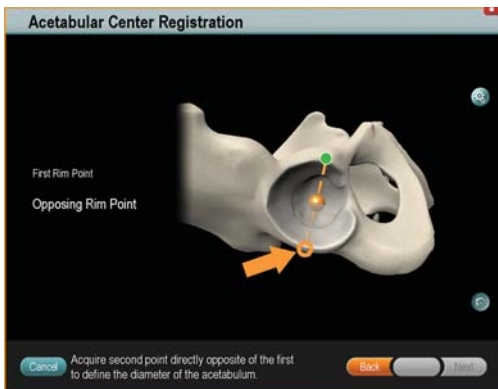 Acetabular Center Registration
First Rim Point
Opposing Rim Point
Cancel
Acquire second point directly opposite of the first
to define the diameter of the acetabulum.
Back
Next